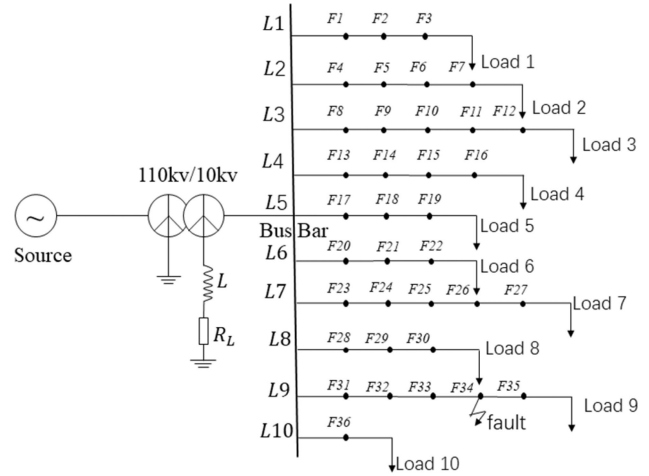 L1 F1 F2 F3
Load 1
L2 F4 F5 F6 F7
Load 2
L3 F8 F9 F10 F11 F12
Load 3
L4 F13 F14 F15 F16
Load 4
110kv/10kv
L5 F17 F18 F19
Load 5
~
Source
Bus Bar
L6 F20 F21 F22
Load 6
L
L7 F23 F24 F25 F26 F27
Load 7
RL
L8 F28 F29 F30
Load 8
L9 F31 F32 F33 F34 F35
Load 9
fault
L10 F36
Load 10